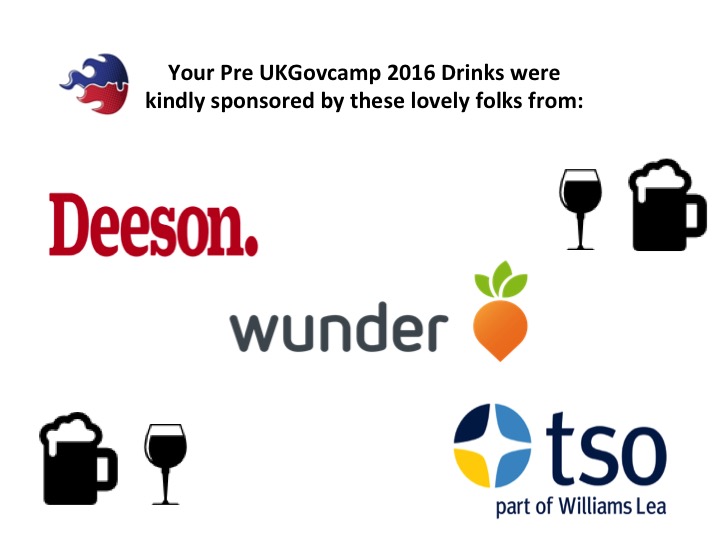 Your Pre UKGovcamp 2016 Drinks were
kindly sponsored by these lovely folks from:
Deeson.
wunder
tso
part of Williams Lea